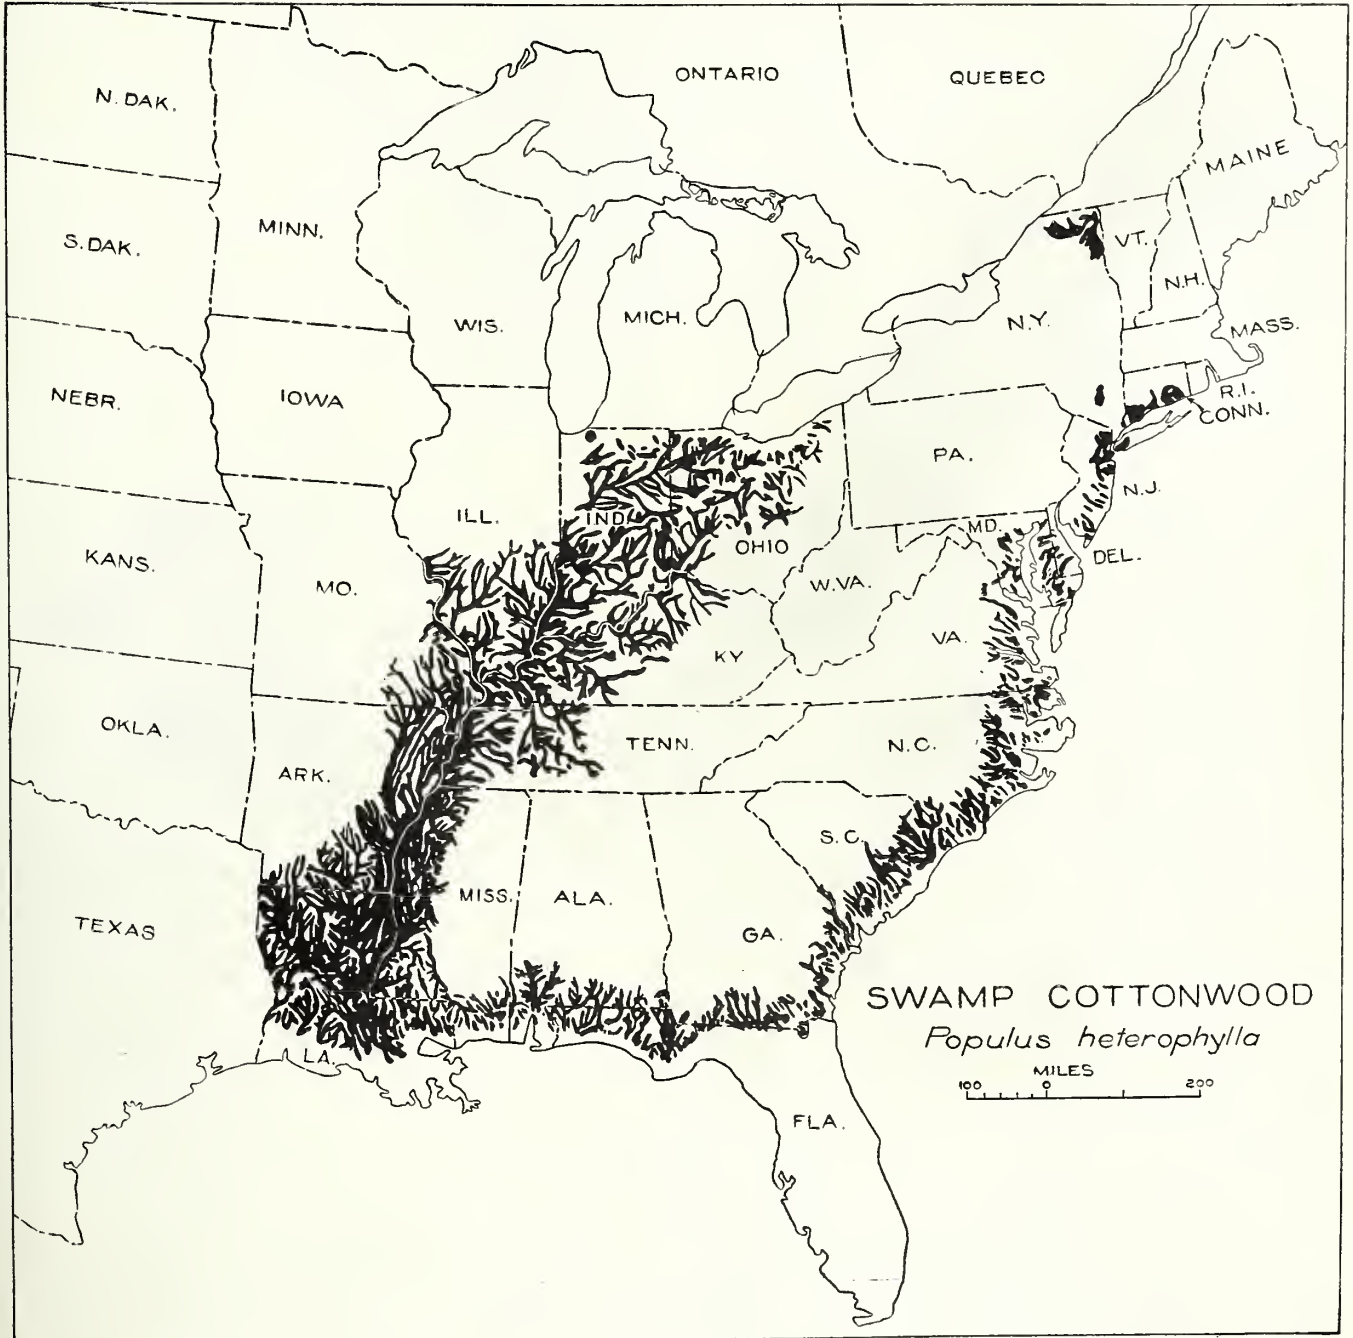 ONTARIO
QUEBEC
N. DAK.
MAINE
MINN.
S. DAK.
VT.
N.H.
WIS.
MICH.
N.Y.
MASS.
NEBR.
IOWA
R.I.
CONN.
PA.
N.J.
ILL.
IND.
MD.
OHIO
DEL.
KANS.
MO.
W.VA.
VA.
KY
OKLA.
TENN.
N.C.
ARK.
S.C.
MISS.
ALA.
TEXAS
GA.
SWAMP COTTONWOOD
Populus heterophylla
LA.
MILES
100 0 200
FLA.